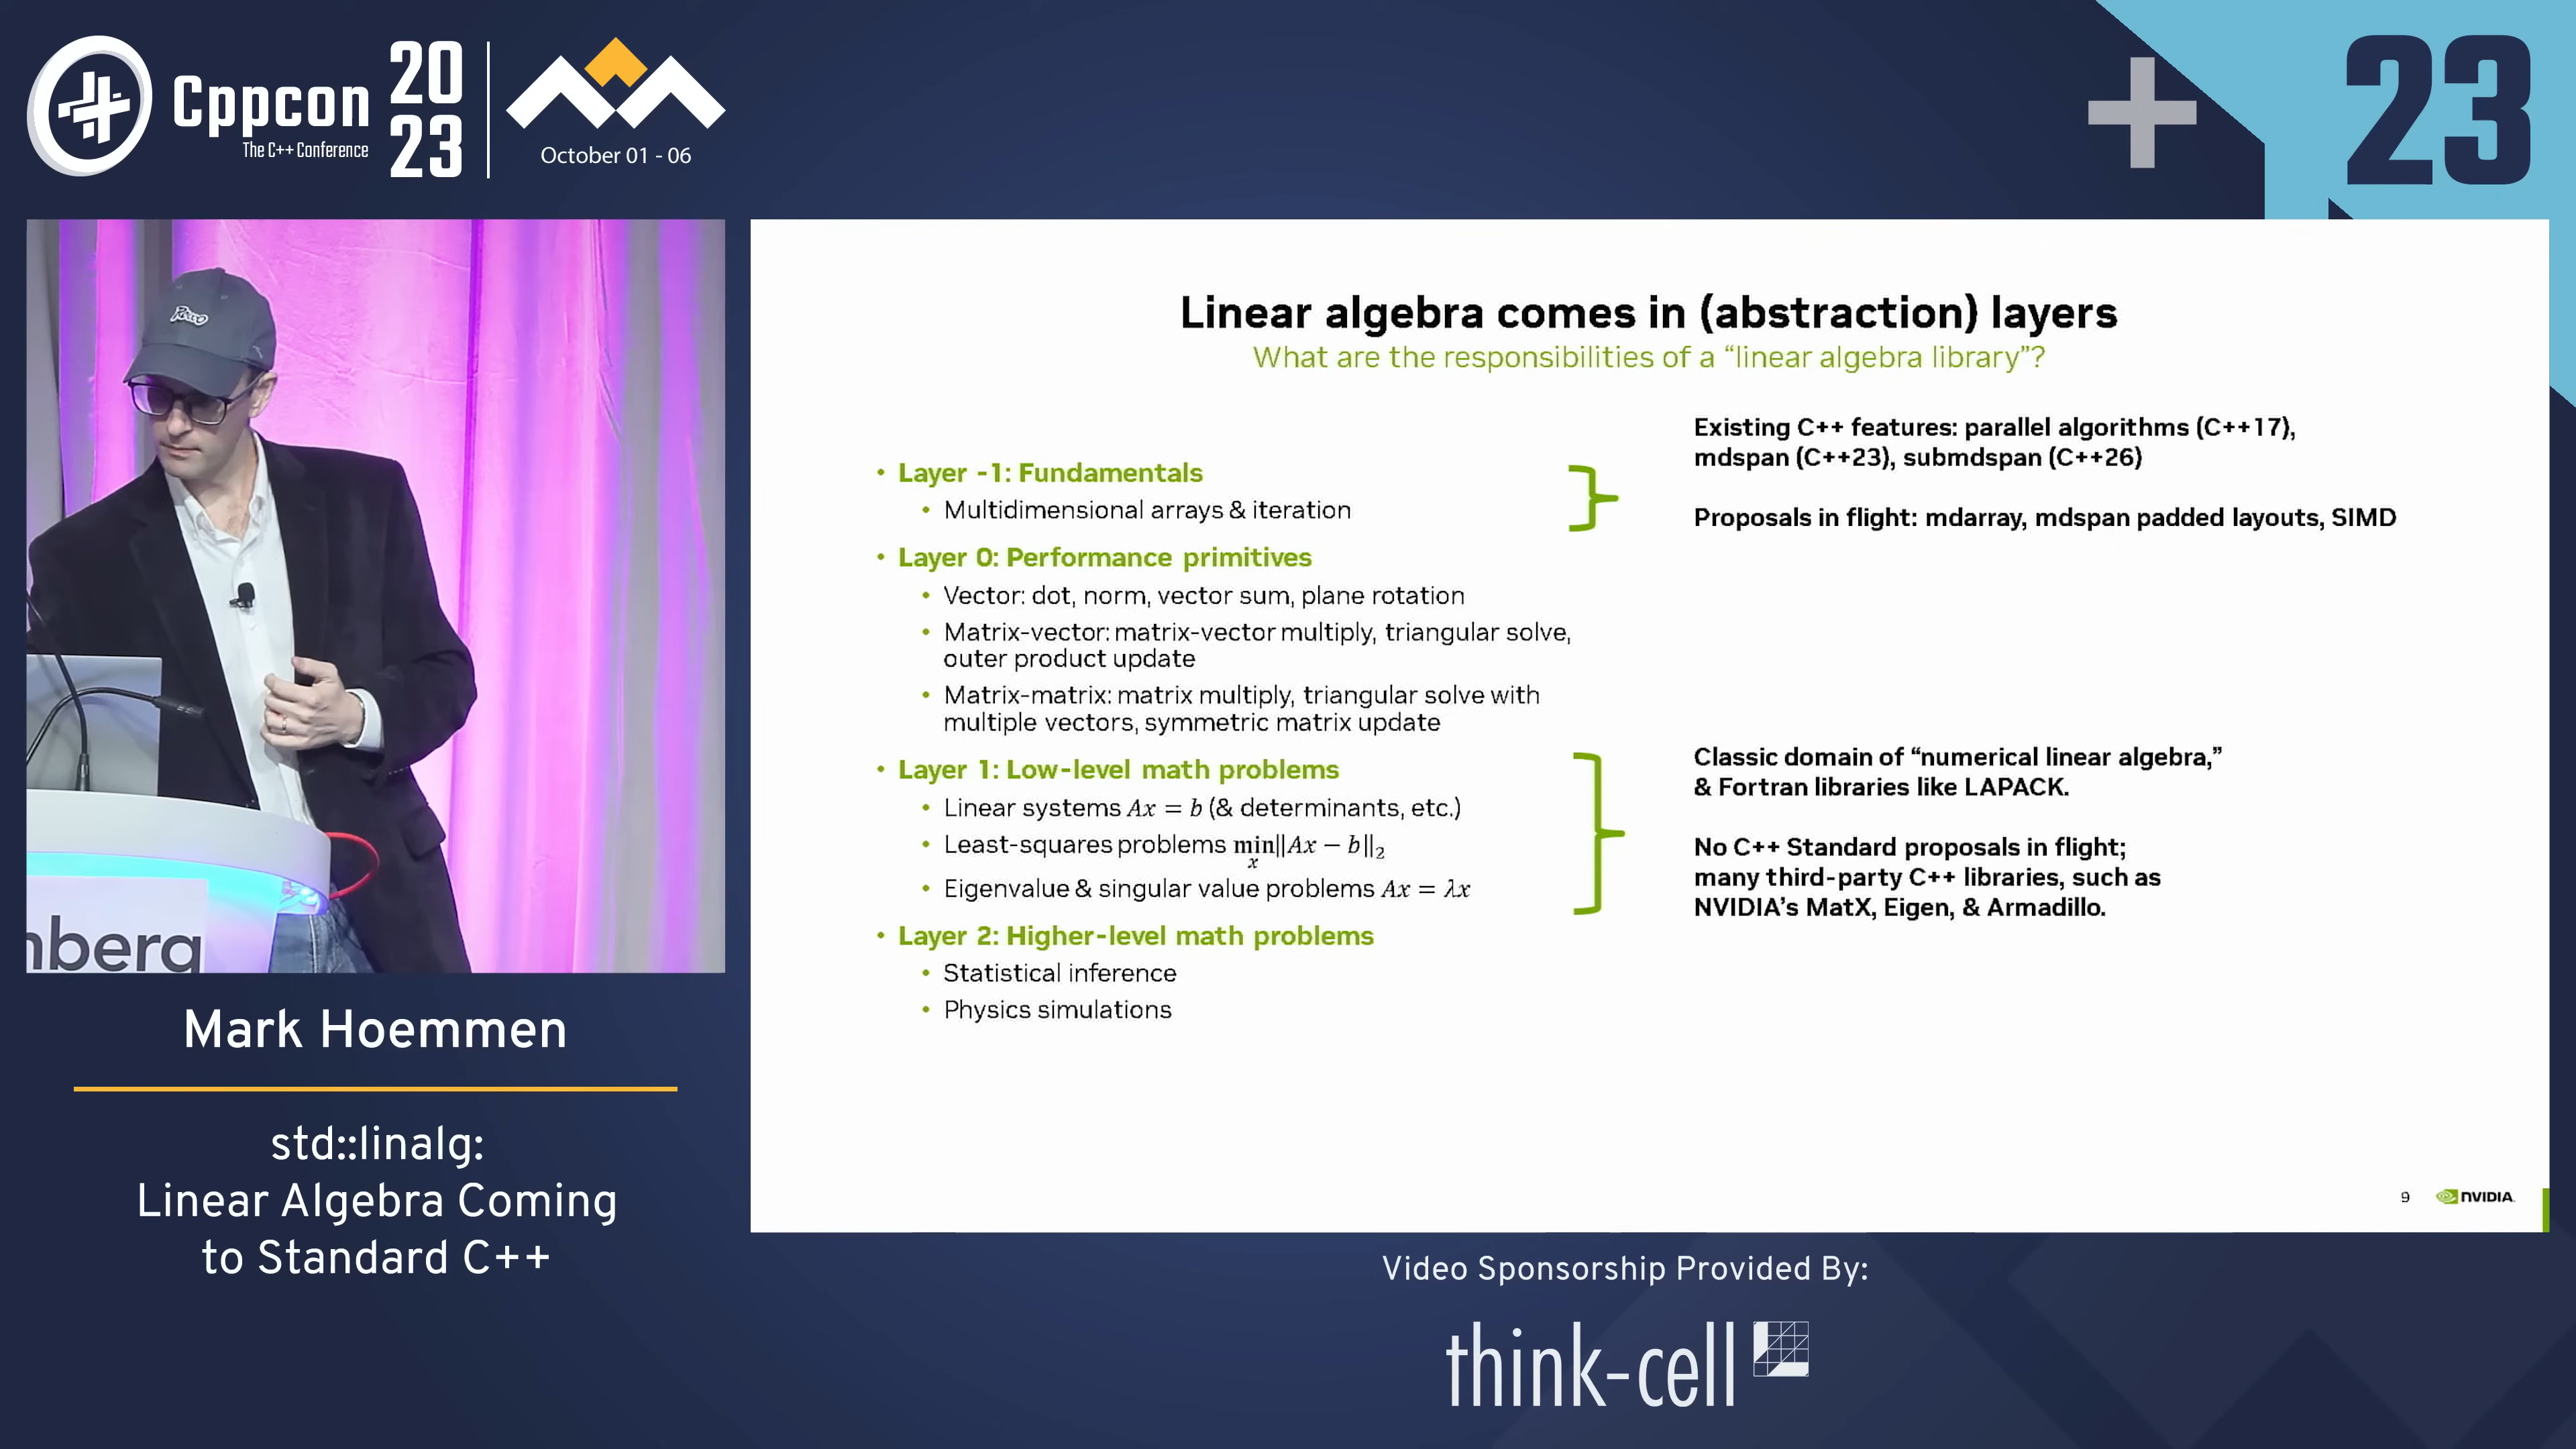 Cppcon
The C++ Conference
20
23
October 01 - 06
23
Linear algebra comes in (abstraction) layers
What are the responsibilities of a “linear algebra library”?
• Layer -1: Fundamentals
• Multidimensional arrays & iteration
• Layer 0: Performance primitives
• Vector: dot, norm, vector sum, plane rotation
• Matrix-vector: matrix-vector multiply, triangular solve,
outer product update
• Matrix-matrix: matrix multiply, triangular solve with
multiple vectors, symmetric matrix update
• Layer 1: Low-level math problems
• Linear systems Ax = b (& determinants, etc.)
• Least-squares problems min‖Ax − b‖₂
x
• Eigenvalue & singular value problems Ax = λx
• Layer 2: Higher-level math problems
• Statistical inference
• Physics simulations
Existing C++ features: parallel algorithms (C++17),
mdspan (C++23), submdspan (C++26)
Proposals in flight: mdarray, mdspan padded layouts, SIMD
Classic domain of “numerical linear algebra,”
& Fortran libraries like LAPACK.
No C++ Standard proposals in flight;
many third-party C++ libraries, such as
NVIDIA’s MatX, Eigen, & Armadillo.
9
NVIDIA.
nberg
Mark Hoemmen
std::linalg:
Linear Algebra Coming
to Standard C++
Video Sponsorship Provided By:
think-cell